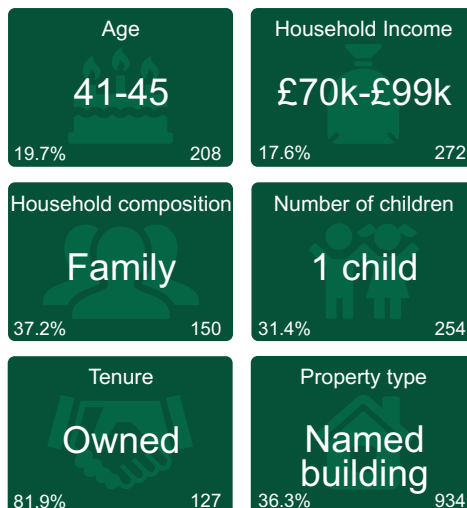 Age
41-45
19.7% 208
Household Income
£70k-£99k
17.6% 272
Household composition
Family
37.2% 150
Number of children
1 child
31.4% 254
Tenure
Owned
81.9% 127
Property type
Named
building
36.3% 934